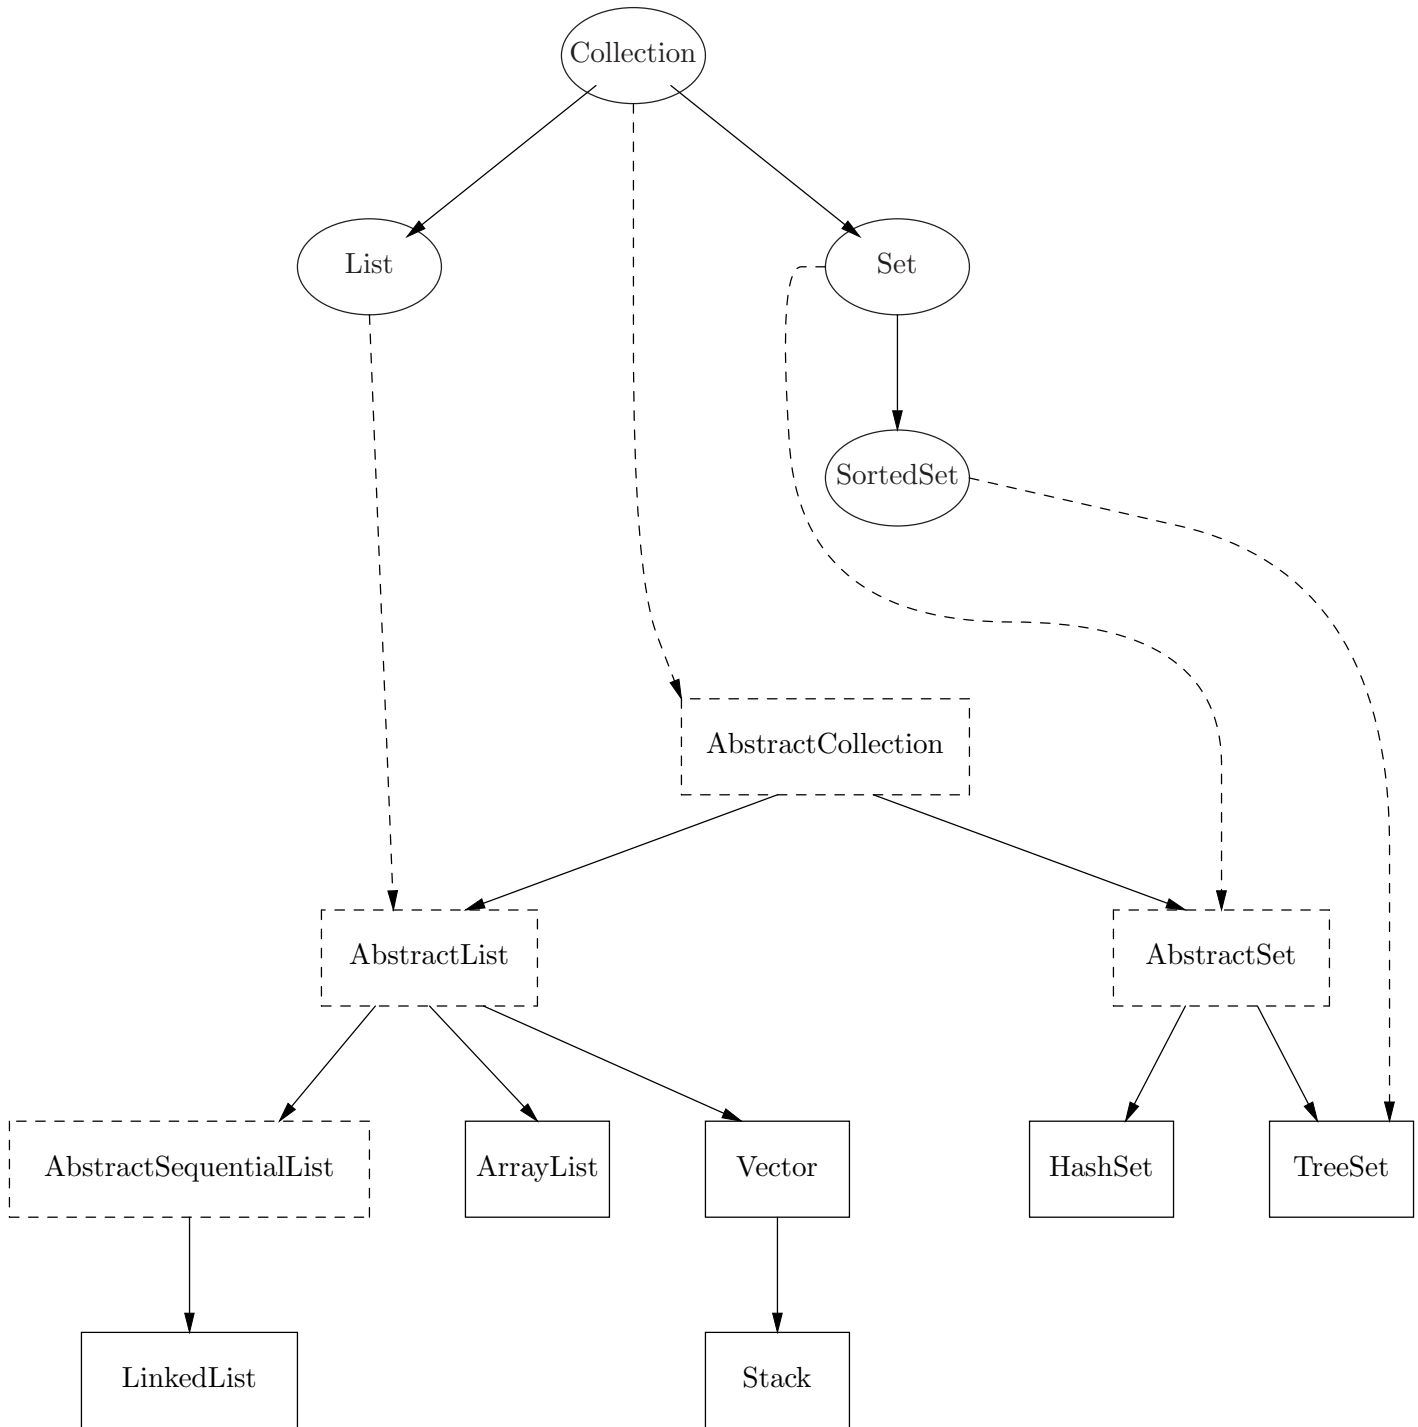 Collection
List
Set
SortedSet
AbstractCollection
AbstractList
AbstractSet
AbstractSequentialList
ArrayList
Vector
HashSet
TreeSet
LinkedList
Stack